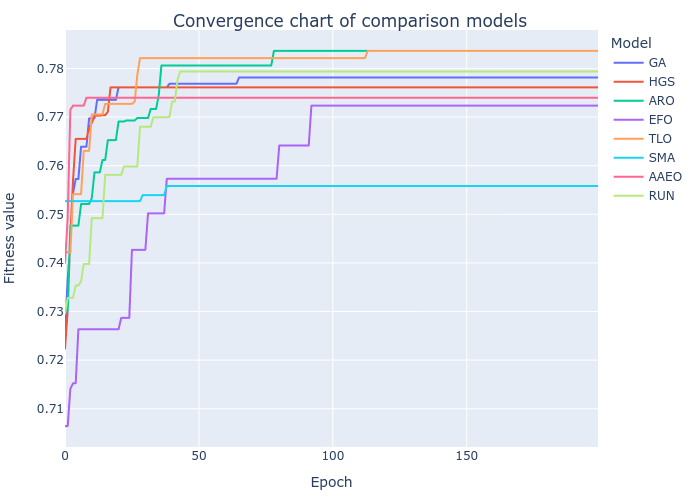 Convergence chart of comparison models
Model
GA
HGS
ARO
EFO
TLO
SMA
AAEO
RUN
Fitness value
0.78
0.77
0.76
0.75
0.74
0.73
0.72
0.71
0
50
100
150
Epoch